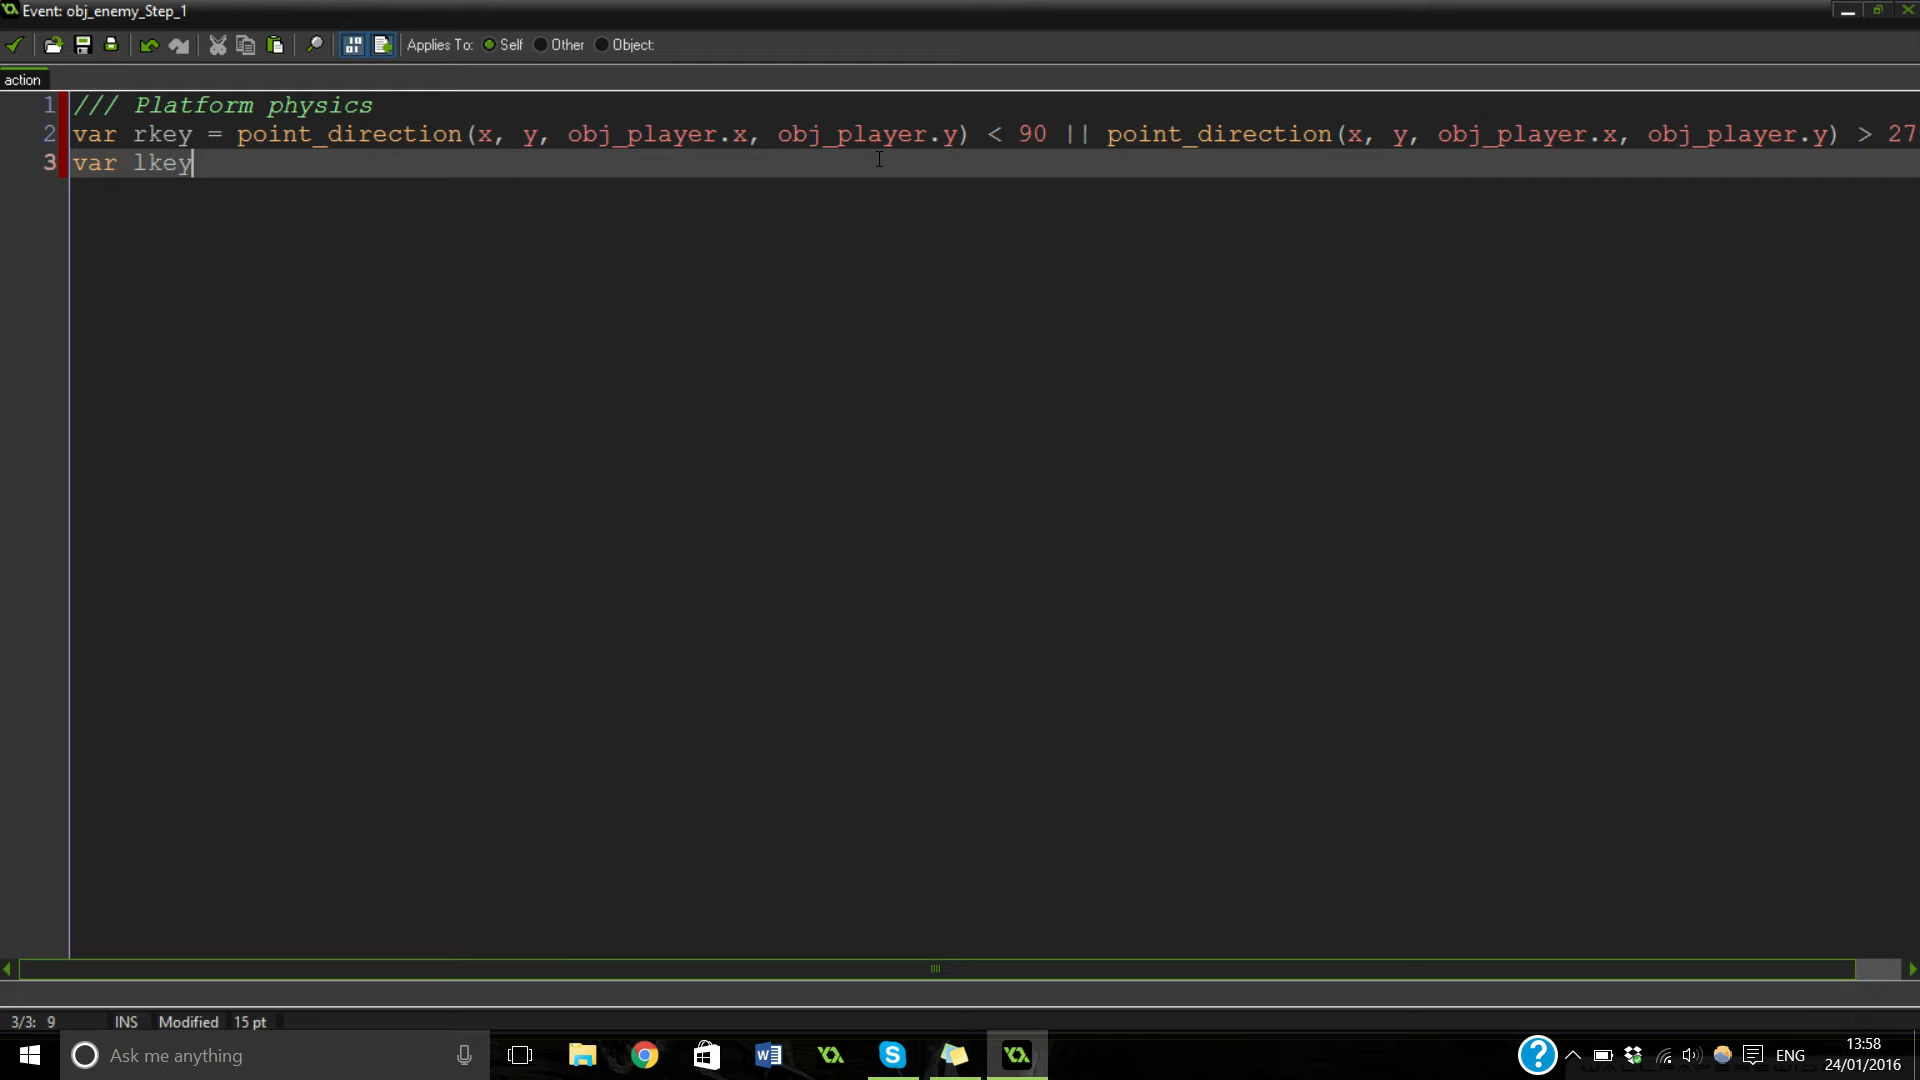 Event: obj_enemy_Step_1
Applies To: Self Other Object:
action
1 /// Platform physics
2 var rkey = point_direction(x, y, obj_player.x, obj_player.y) < 90 || point_direction(x, y, obj_player.x, obj_player.y) > 27
3 var lkey
3/3: 9 INS Modified 15 pt
Ask me anything
ENG
13:58
24/01/2016